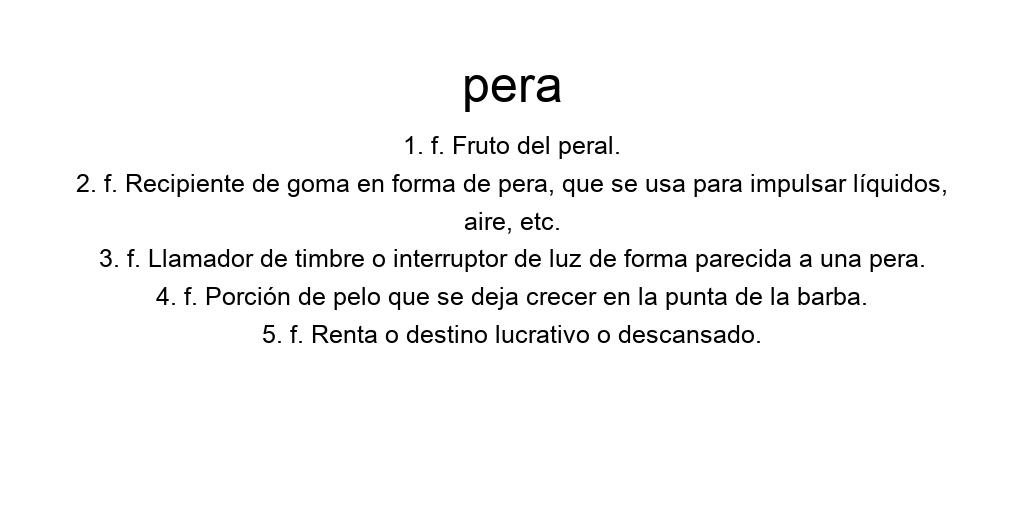 pera
1. f. Fruto del peral.
2. f. Recipiente de goma en forma de pera, que se usa para impulsar líquidos,
aire, etc.
3. f. Llamador de timbre o interruptor de luz de forma parecida a una pera.
4. f. Porción de pelo que se deja crecer en la punta de la barba.
5. f. Renta o destino lucrativo o descansado.